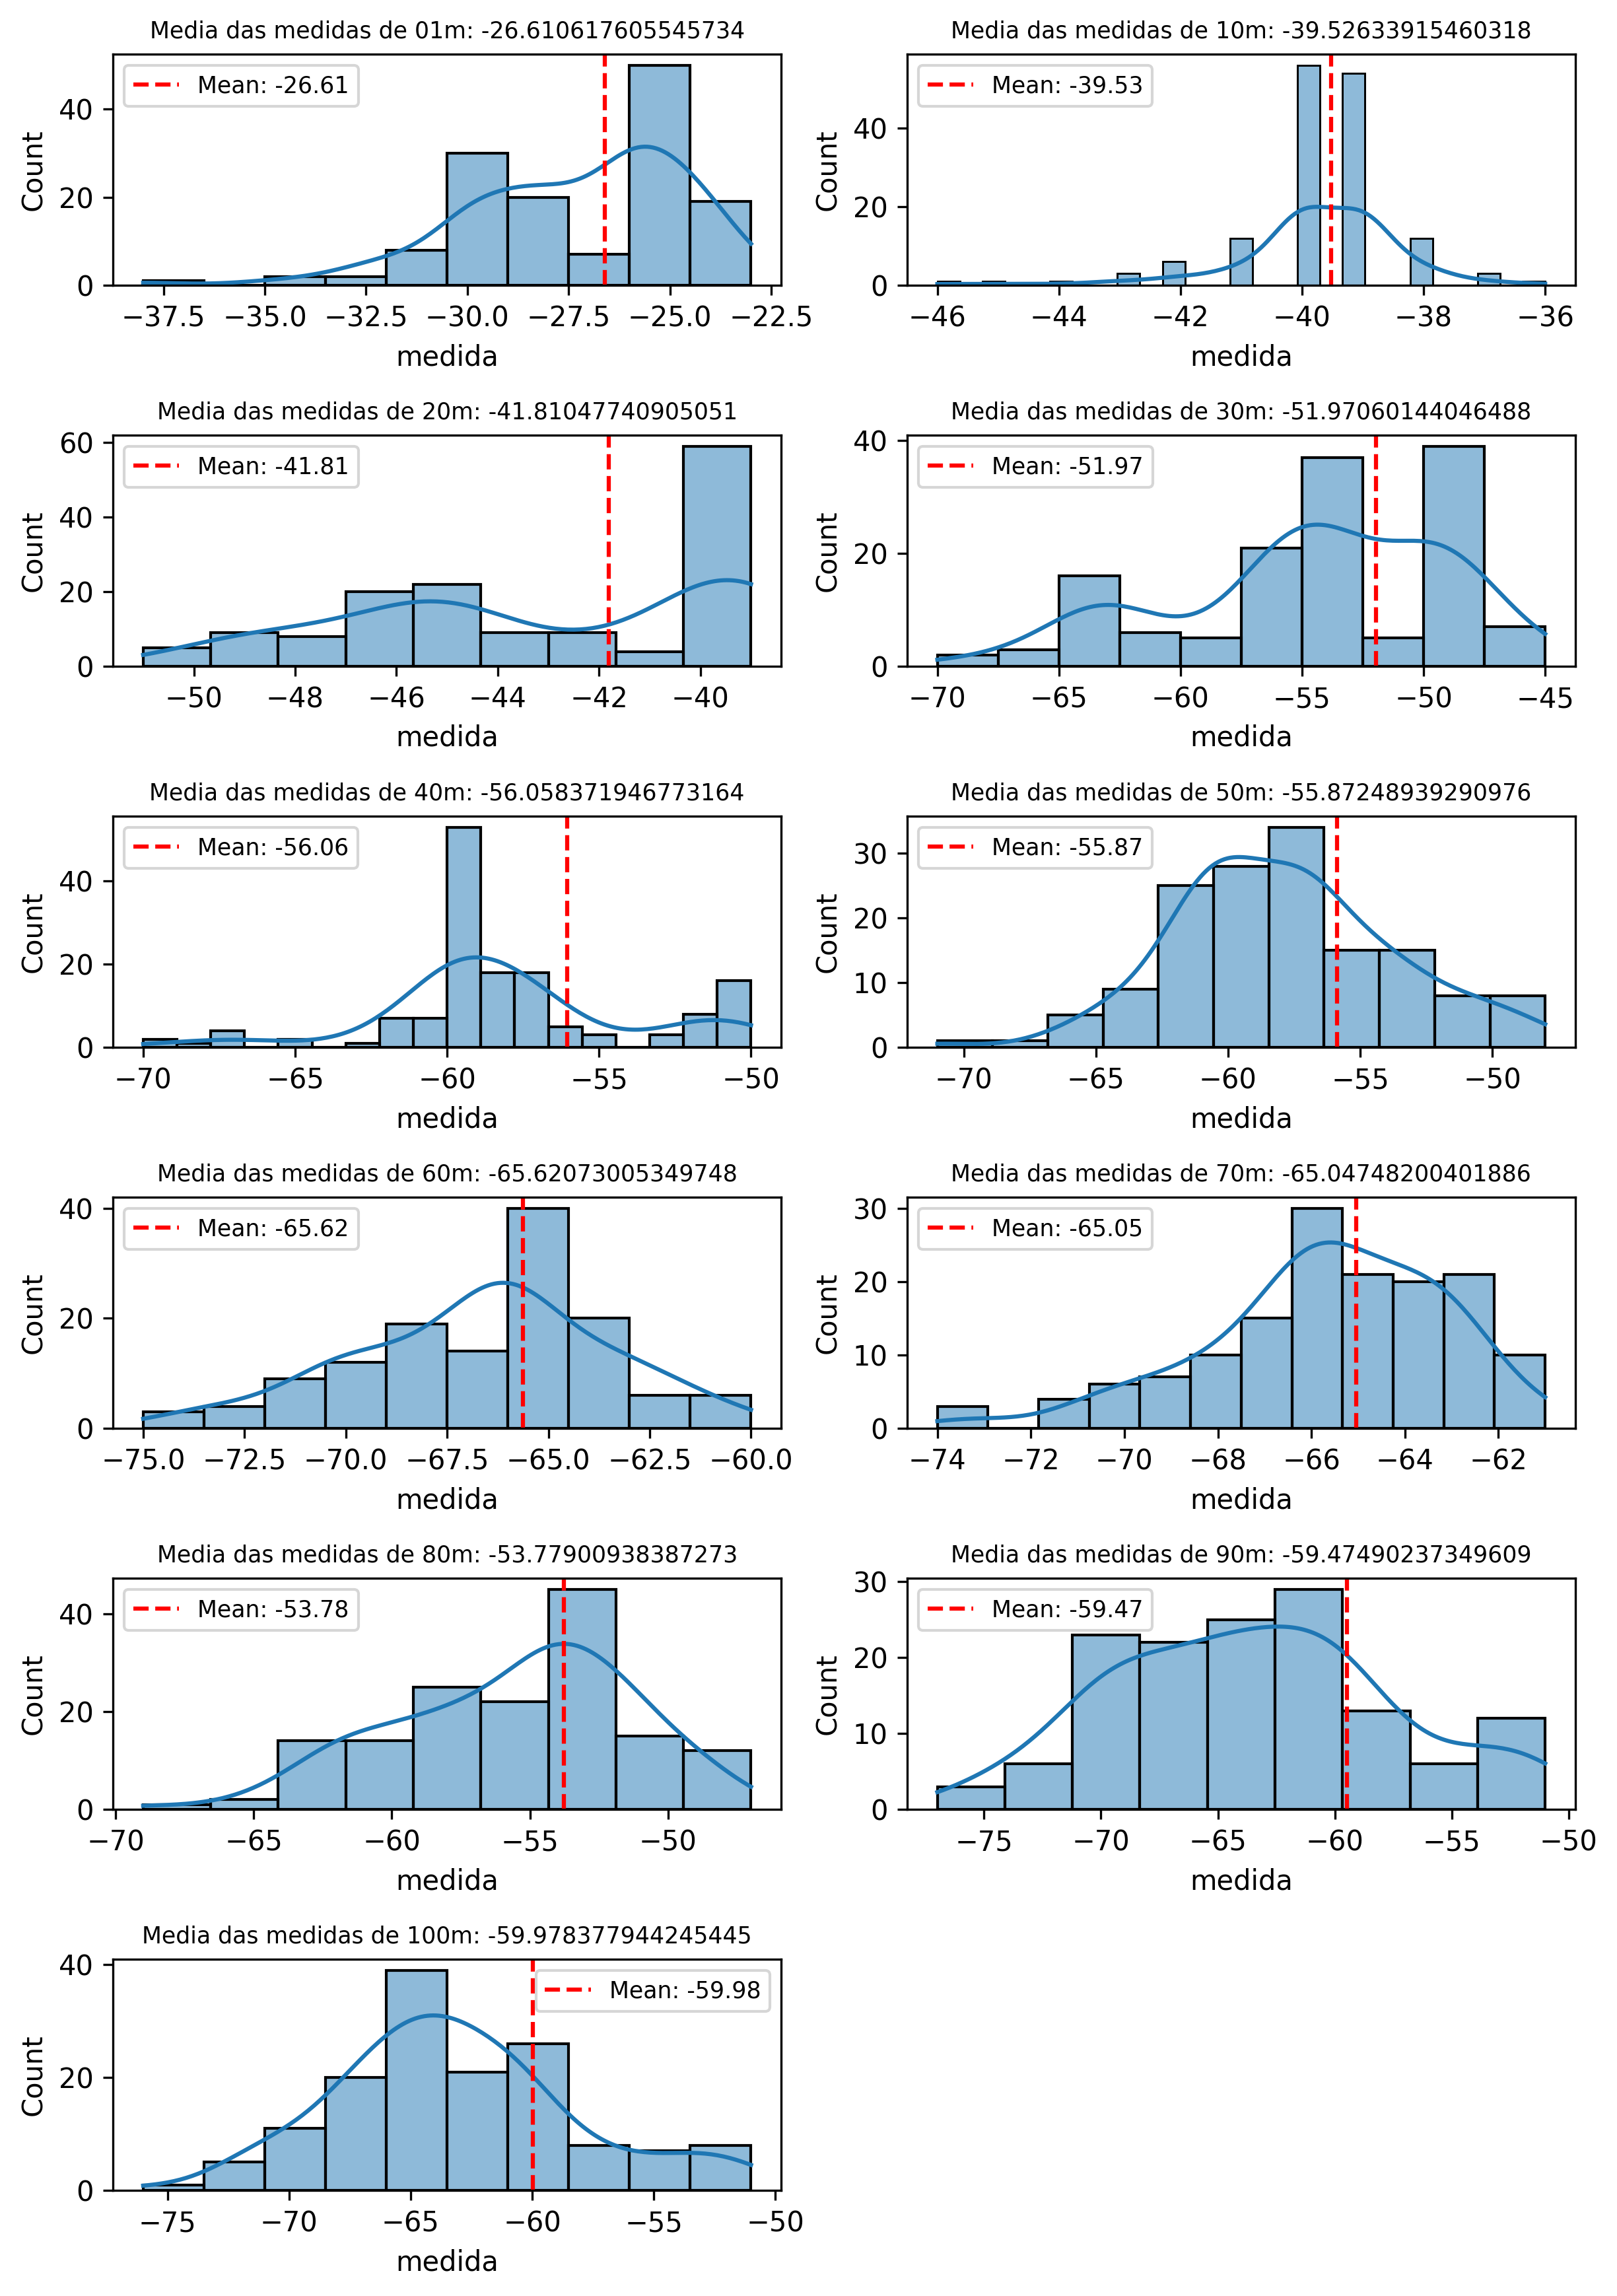 Media das medidas de 01m: -26.610617605545734
Mean: -26.61
Count
40
20
0
−37.5 −35.0 −32.5 −30.0 −27.5 −25.0 −22.5
medida
Media das medidas de 10m: -39.52633915460318
Mean: -39.53
Count
40
20
0
−46 −44 −42 −40 −38 −36
medida
Media das medidas de 20m: -41.81047740905051
Mean: -41.81
Count
60
40
20
0
−50 −48 −46 −44 −42 −40
medida
Media das medidas de 30m: -51.97060144046488
Mean: -51.97
Count
40
20
0
−70 −65 −60 −55 −50 −45
medida
Media das medidas de 40m: -56.058371946773164
Mean: -56.06
Count
40
20
0
−70 −65 −60 −55 −50
medida
Media das medidas de 50m: -55.87248939290976
Mean: -55.87
Count
30
20
10
0
−70 −65 −60 −55 −50
medida
Media das medidas de 60m: -65.62073005349748
Mean: -65.62
Count
40
20
0
−75.0 −72.5 −70.0 −67.5 −65.0 −62.5 −60.0
medida
Media das medidas de 70m: -65.04748200401886
Mean: -65.05
Count
30
20
10
0
−74 −72 −70 −68 −66 −64 −62
medida
Media das medidas de 80m: -53.77900938387273
Mean: -53.78
Count
40
20
0
−70 −65 −60 −55 −50
medida
Media das medidas de 90m: -59.47490237349609
Mean: -59.47
Count
30
20
10
0
−75 −70 −65 −60 −55 −50
medida
Media das medidas de 100m: -59.978377944245445
Mean: -59.98
Count
40
20
0
−75 −70 −65 −60 −55 −50
medida